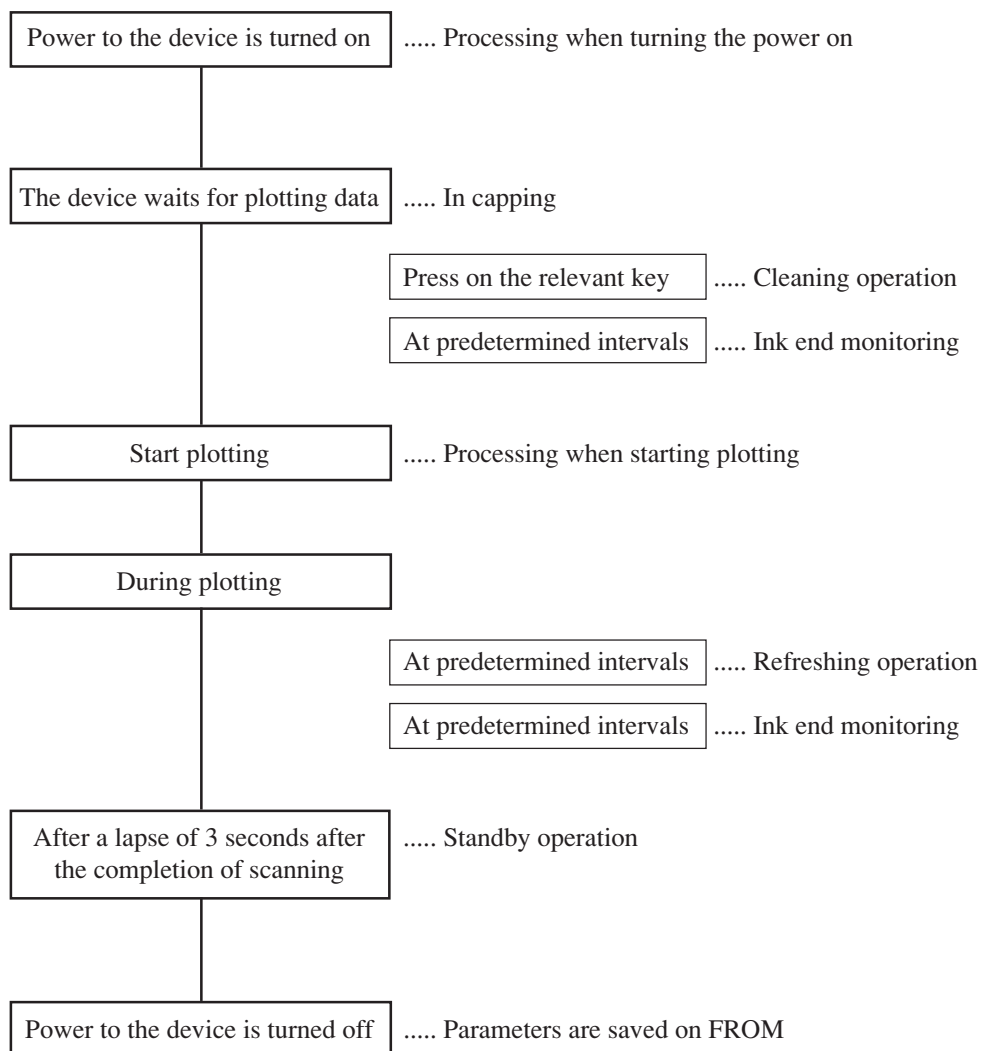 Power to the device is turned on ..... Processing when turning the power on
The device waits for plotting data ..... In capping
Press on the relevant key ..... Cleaning operation
At predetermined intervals ..... Ink end monitoring
Start plotting ..... Processing when starting plotting
During plotting
At predetermined intervals ..... Refreshing operation
At predetermined intervals ..... Ink end monitoring
After a lapse of 3 seconds after ..... Standby operation
the completion of scanning
Power to the device is turned off ..... Parameters are saved on FROM